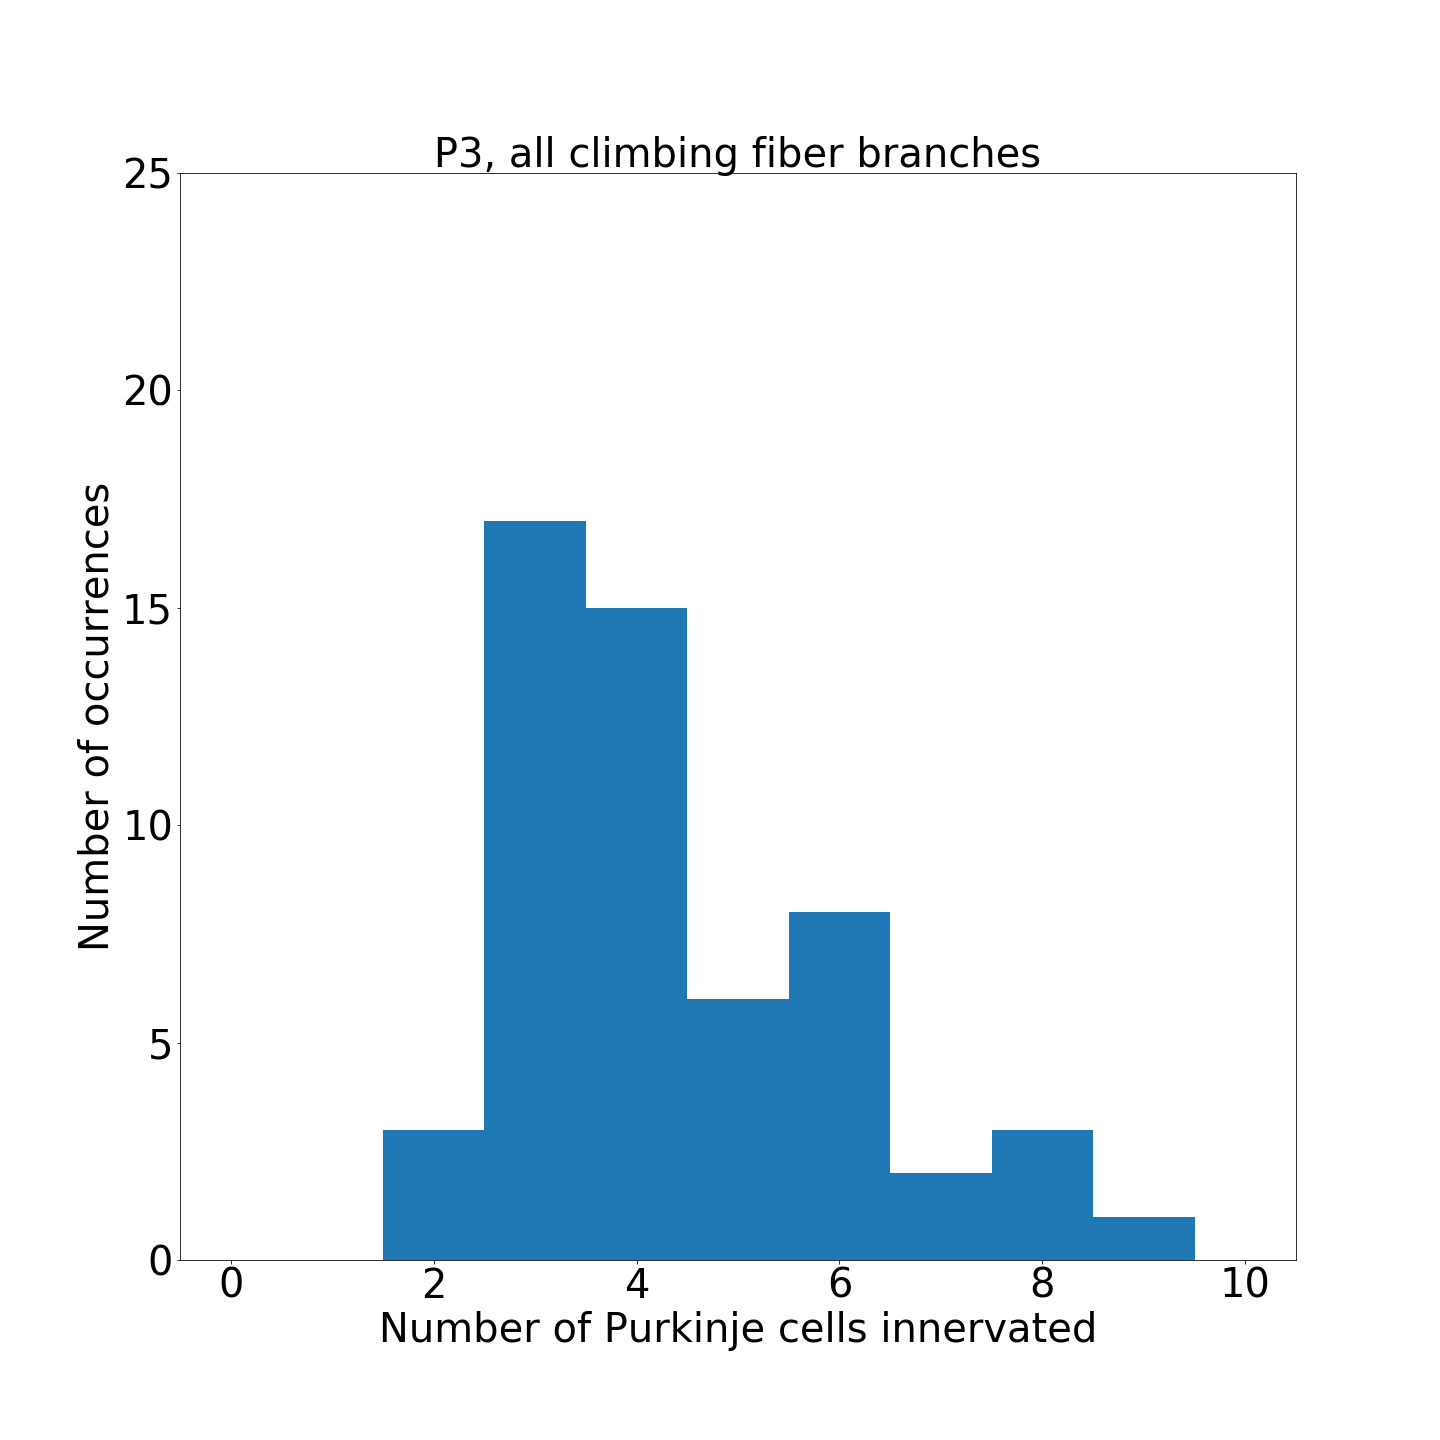 P3, all climbing fiber branches
25
20
15
10
5
0
Number of occurrences
0 2 4 6 8 10
Number of Purkinje cells innervated